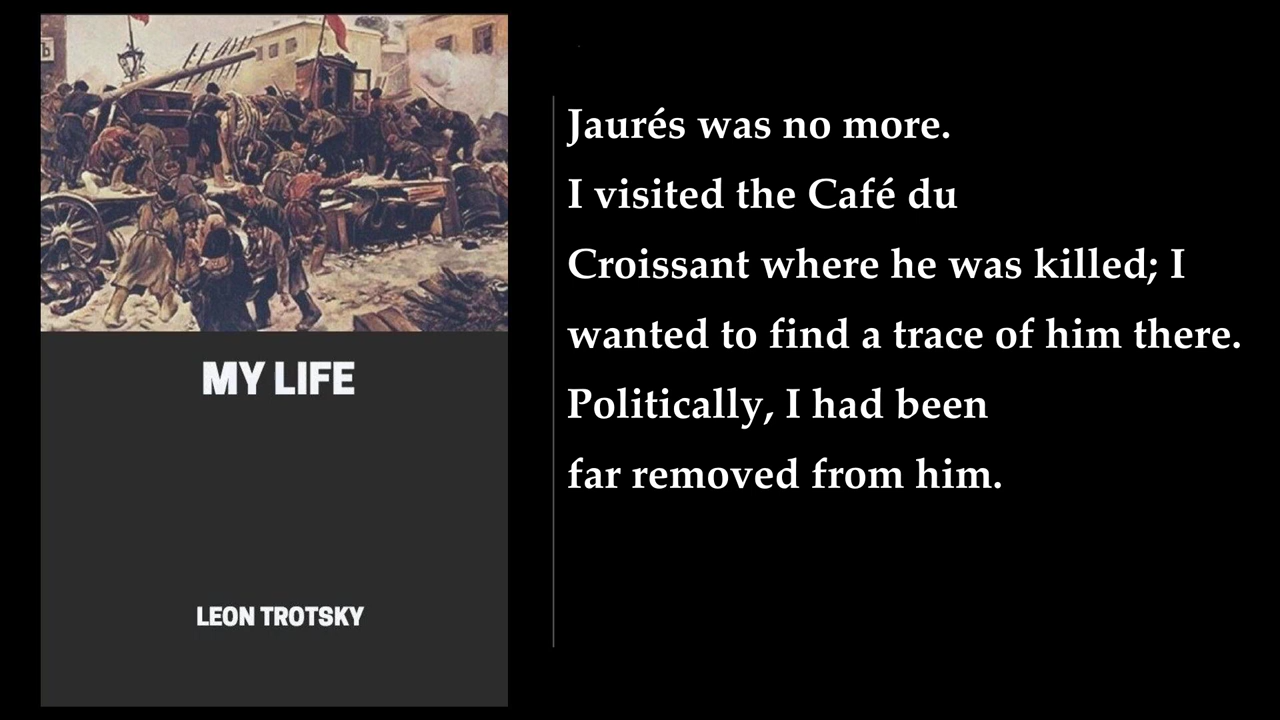 MY LIFE
LEON TROTSKY
Jaurés was no more.
I visited the Café du
Croissant where he was killed; I
wanted to find a trace of him there.
Politically, I had been
far removed from him.